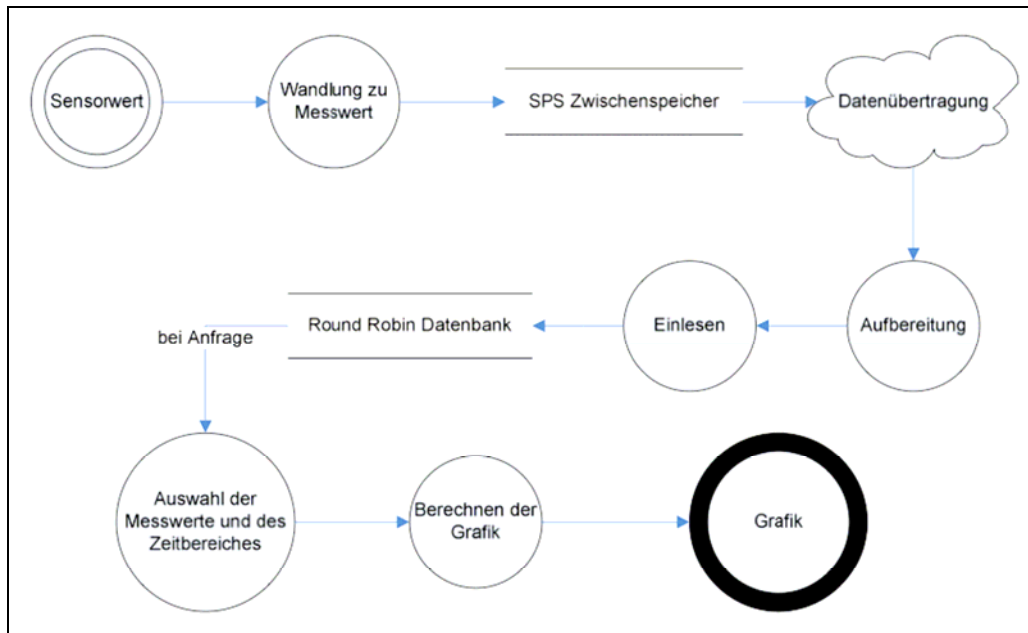 Sensorwert
Wandlung zu
Messwert
SPS Zwischenspeicher
Datenübertragung
Aufbereitung
Einlesen
Round Robin Datenbank
bei Anfrage
Auswahl der
Messwerte und des
Zeitbereiches
Berechnen der
Grafik
Grafik